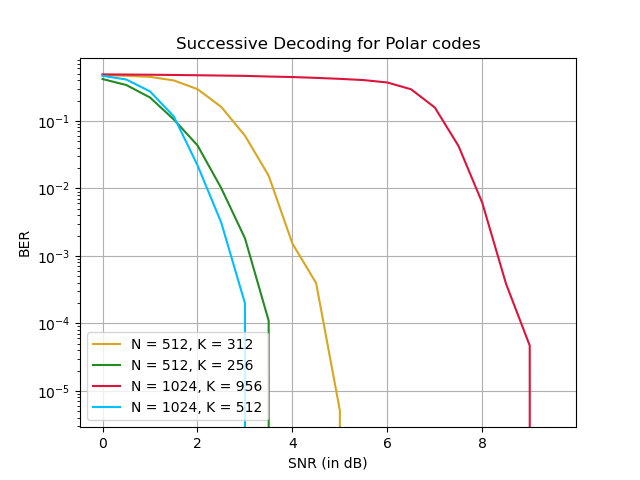 Successive Decoding for Polar codes
BER
10⁻¹
10⁻²
10⁻³
10⁻⁴
10⁻⁵
N = 512, K = 312
N = 512, K = 256
N = 1024, K = 956
N = 1024, K = 512
0 2 4 6 8
SNR (in dB)